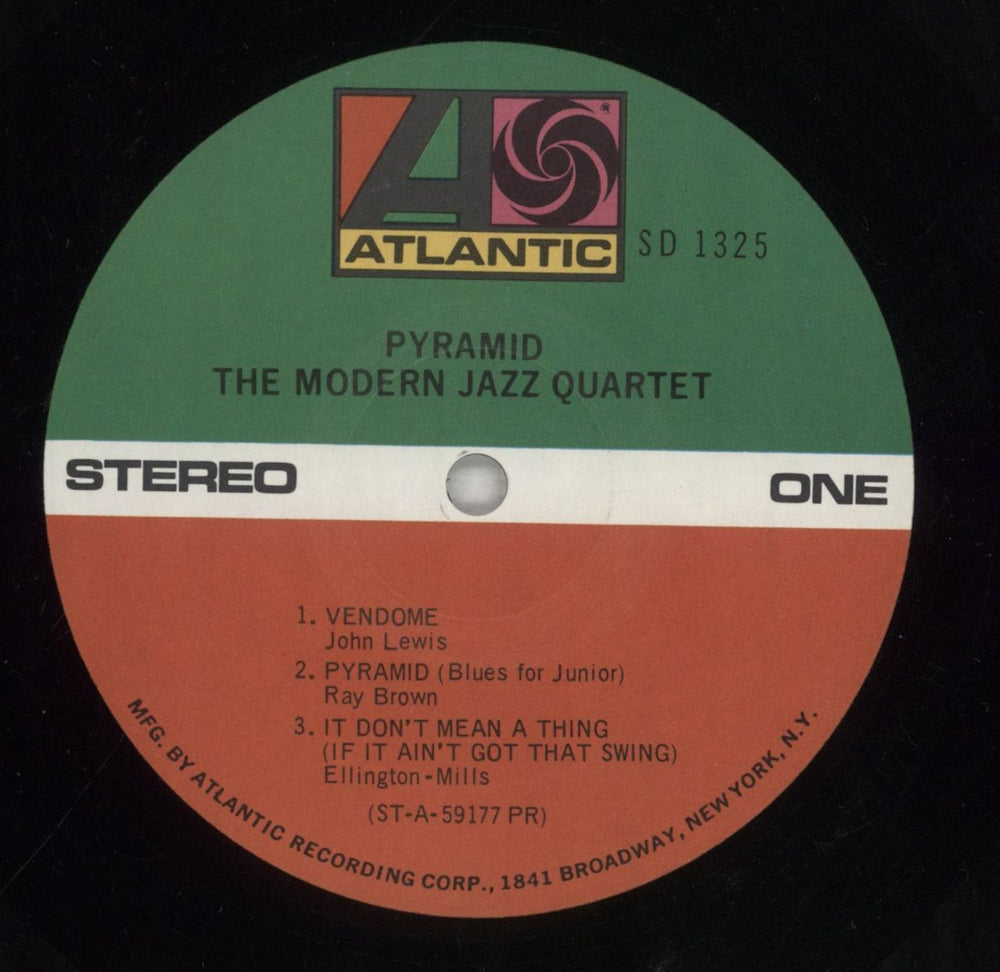 ATLANTIC
SD 1325
PYRAMID
THE MODERN JAZZ QUARTET
STEREO
ONE
1. VENDOME
John Lewis
2. PYRAMID (Blues for Junior)
Ray Brown
3. IT DON'T MEAN A THING
(IF IT AIN'T GOT THAT SWING)
Ellington-Mills
(ST-A-59177 PR)
MFG. BY ATLANTIC RECORDING CORP., 1841 BROADWAY, NEW YORK, N.Y.